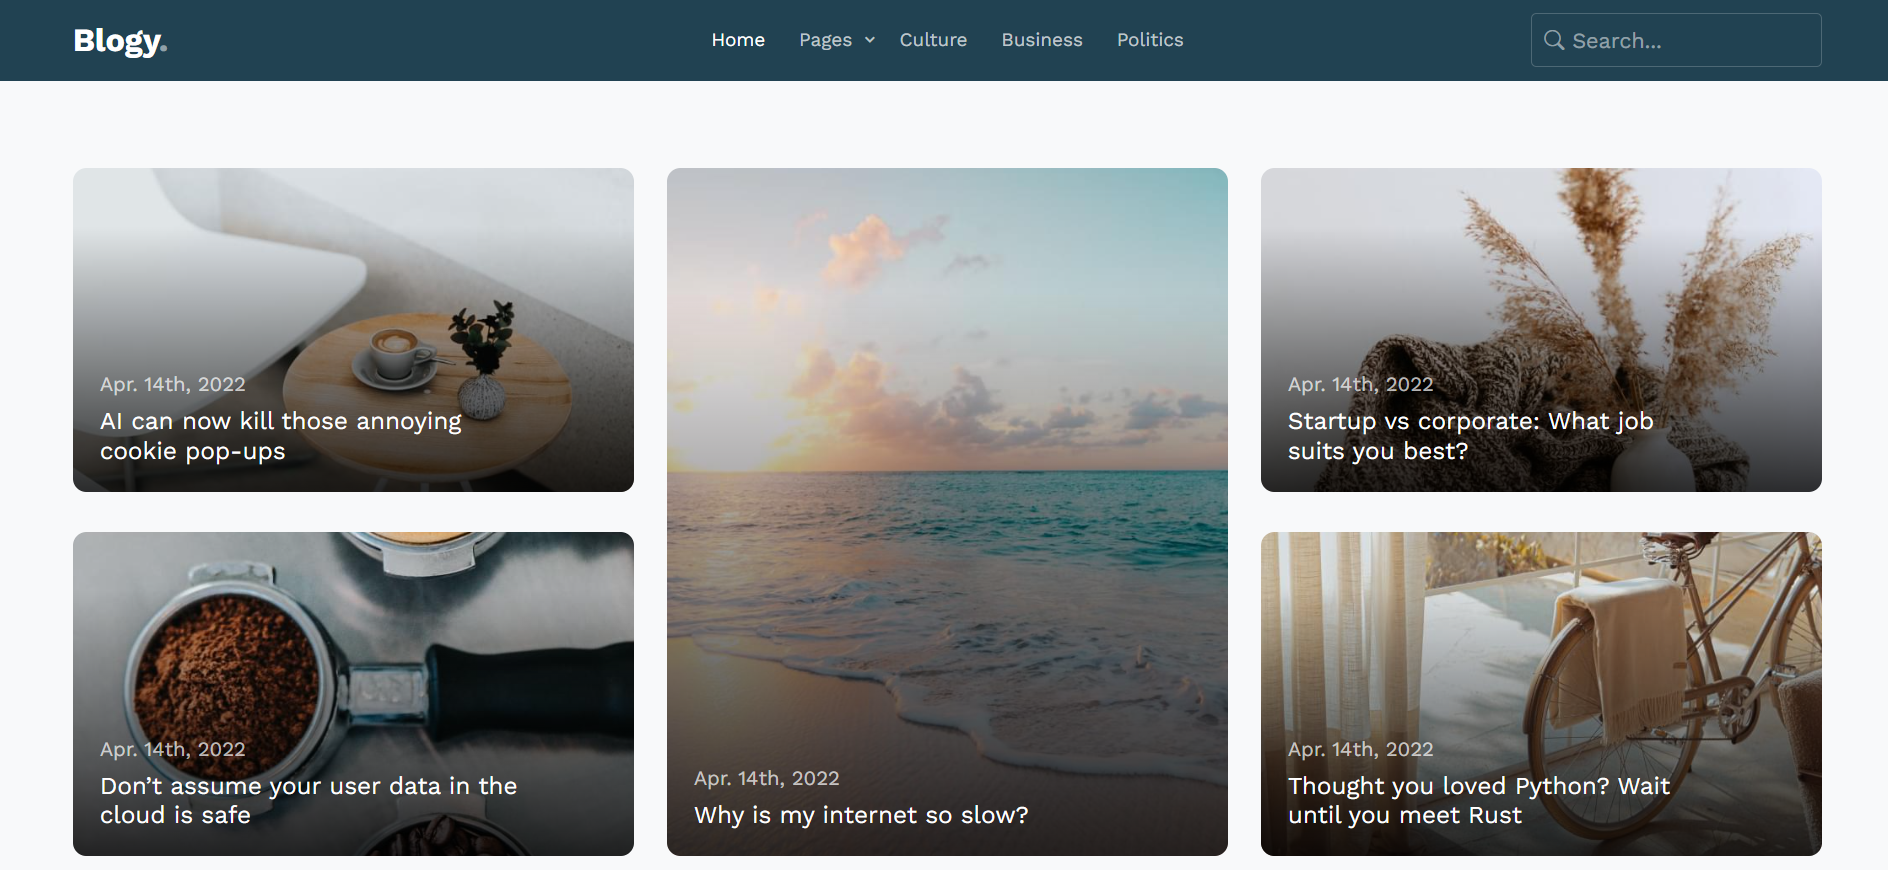 Blogy.
Home
Pages
Culture
Business
Politics
Search...
Apr. 14th, 2022
AI can now kill those annoying
cookie pop-ups
Apr. 14th, 2022
Don’t assume your user data in the
cloud is safe
Apr. 14th, 2022
Why is my internet so slow?
Apr. 14th, 2022
Startup vs corporate: What job
suits you best?
Apr. 14th, 2022
Thought you loved Python? Wait
until you meet Rust